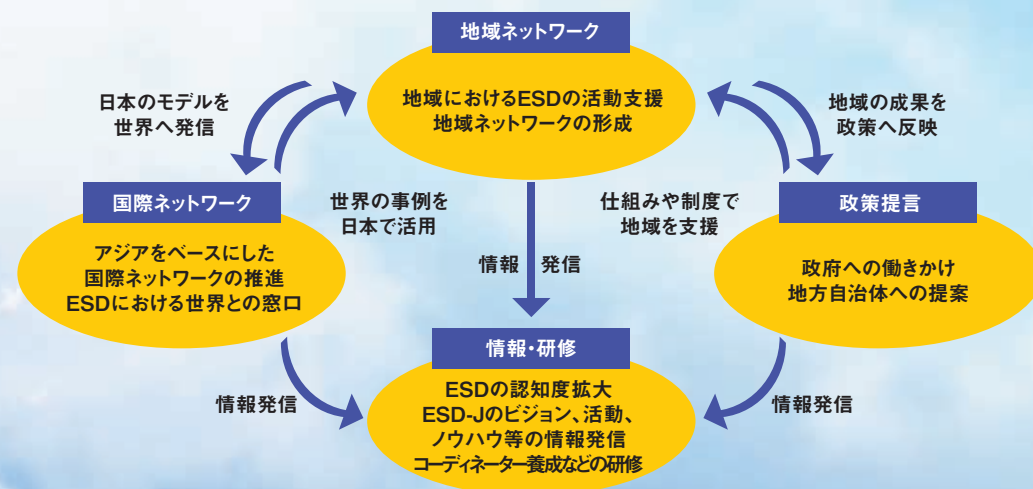 地域ネットワーク
地域におけるESDの活動支援
地域ネットワークの形成
日本のモデルを
世界へ発信
地域の成果を
政策へ反映
世界の事例を
日本で活用
仕組みや制度で
地域を支援
国際ネットワーク
アジアをベースにした
国際ネットワークの推進
ESDにおける世界との窓口
政策提言
政府への働きかけ
地方自治体への提案
情報 発信
情報・研修
ESDの認知度拡大
ESD-Jのビジョン、活動、
ノウハウ等の情報発信
コーディネーター養成などの研修
情報発信
情報発信